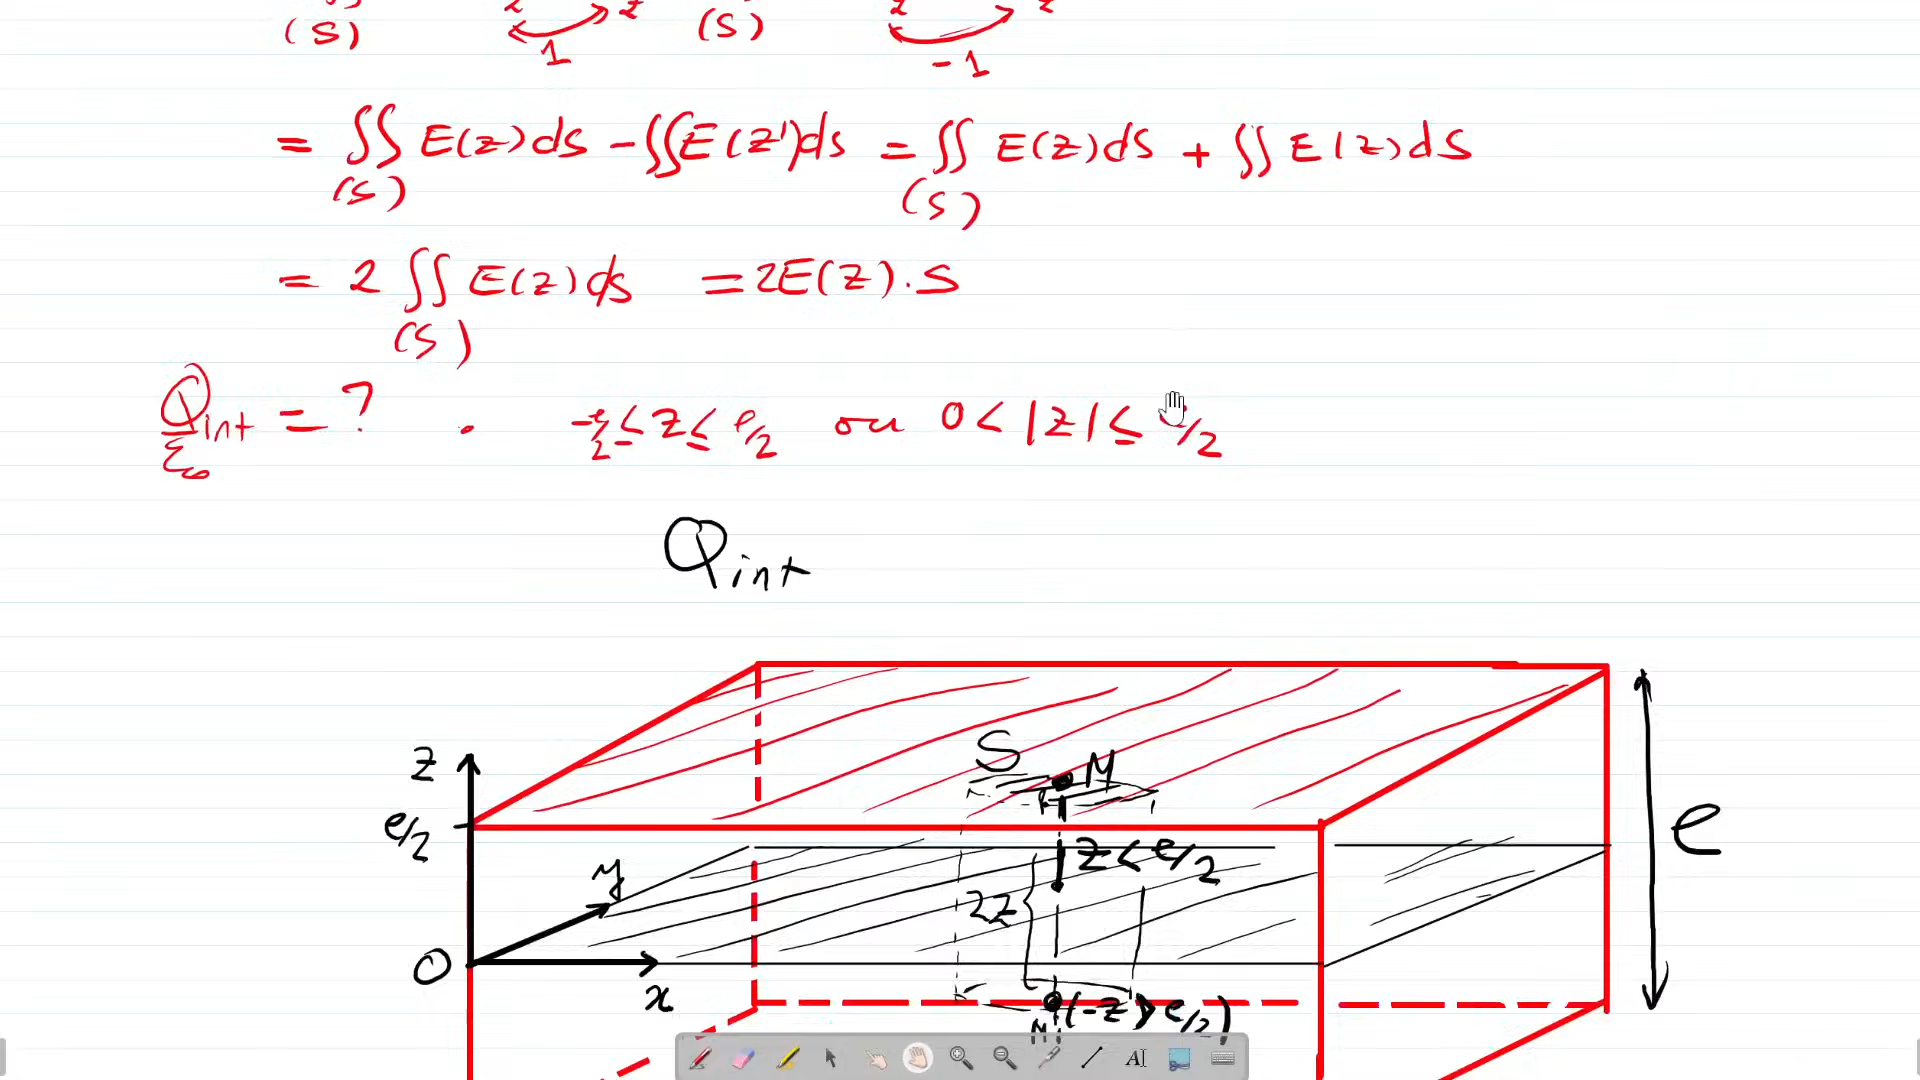 (S) 1 (S) -1
= ∬ E(z)ds - ∬E(z')ds = ∬ E(z)ds + ∬ E(z)ds
(S) (S)
= 2 ∬ E(z)ds = 2E(z).S
(S)
Qint/ε₀ = ? . -e/2 ≤ z ≤ e/2 ou 0 < |z| ≤ e/2
Qint
S M
z
e/2
z < e/2
e
y
2z
O
x
(-z > e/2)
M'
AI